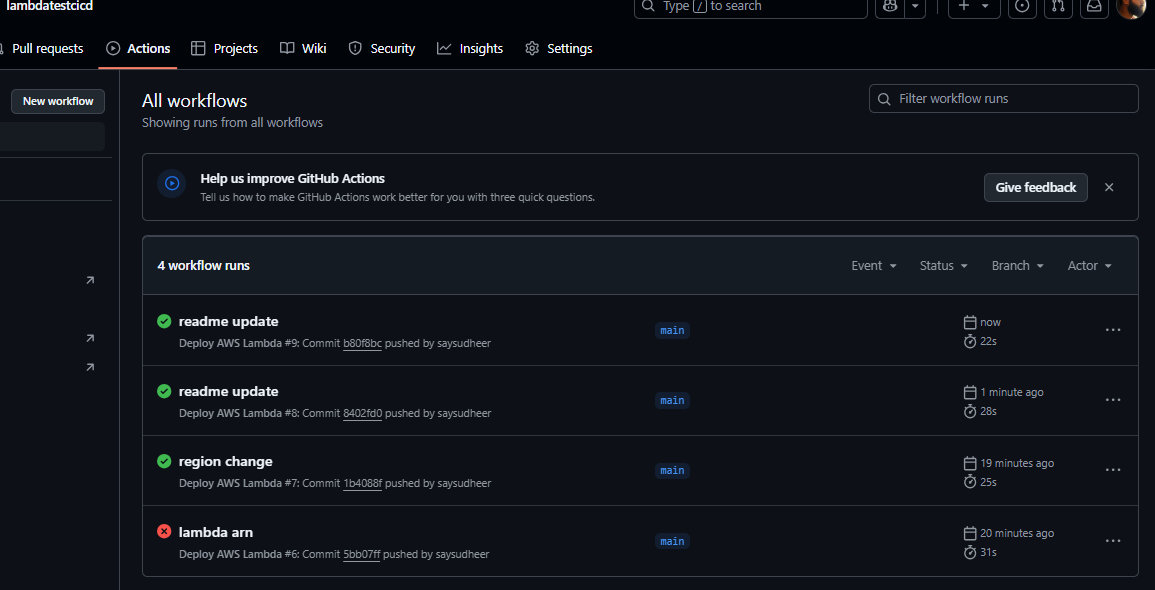 lambdatestcicd
Type / to search
Pull requests Actions Projects Wiki Security Insights Settings
New workflow
All workflows
Showing runs from all workflows
Filter workflow runs
Help us improve GitHub Actions
Tell us how to make GitHub Actions work better for you with three quick questions.
Give feedback
4 workflow runs
Event Status Branch Actor
readme update
Deploy AWS Lambda #9: Commit b80f8bc pushed by saysudheer
main
now
22s
readme update
Deploy AWS Lambda #8: Commit 8402fd0 pushed by saysudheer
main
1 minute ago
28s
region change
Deploy AWS Lambda #7: Commit 1b4088f pushed by saysudheer
main
19 minutes ago
25s
lambda arn
Deploy AWS Lambda #6: Commit 5bb07ff pushed by saysudheer
main
20 minutes ago
31s